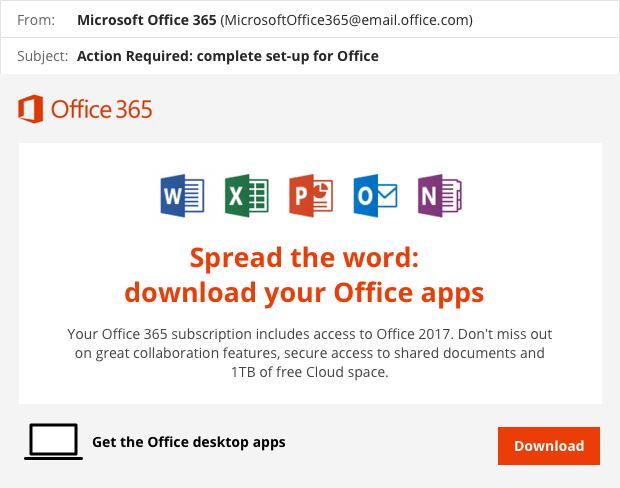 From: Microsoft Office 365 (MicrosoftOffice365@email.office.com)
Subject: Action Required: complete set-up for Office
Office 365
W X P O N
Spread the word:
download your Office apps
Your Office 365 subscription includes access to Office 2017. Don't miss out
on great collaboration features, secure access to shared documents and
1TB of free Cloud space.
Get the Office desktop apps
Download